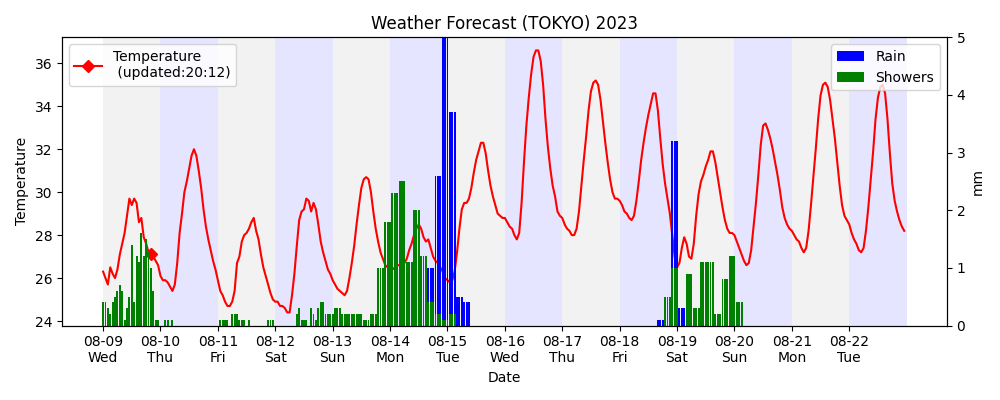 Weather Forecast (TOKYO) 2023
Temperature
(updated:20:12)
Rain
Showers
36
34
32
30
28
26
24
Temperature
5
4
3
2
1
0
mm
08-09 08-10 08-11 08-12 08-13 08-14 08-15 08-16 08-17 08-18 08-19 08-20 08-21 08-22
Wed Thu Fri Sat Sun Mon Tue Wed Thu Fri Sat Sun Mon Tue
Date